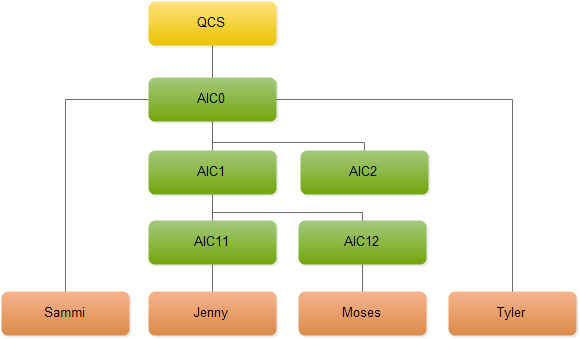 QCS
AIC0
AIC1
AIC2
AIC11
AIC12
Sammi
Jenny
Moses
Tyler